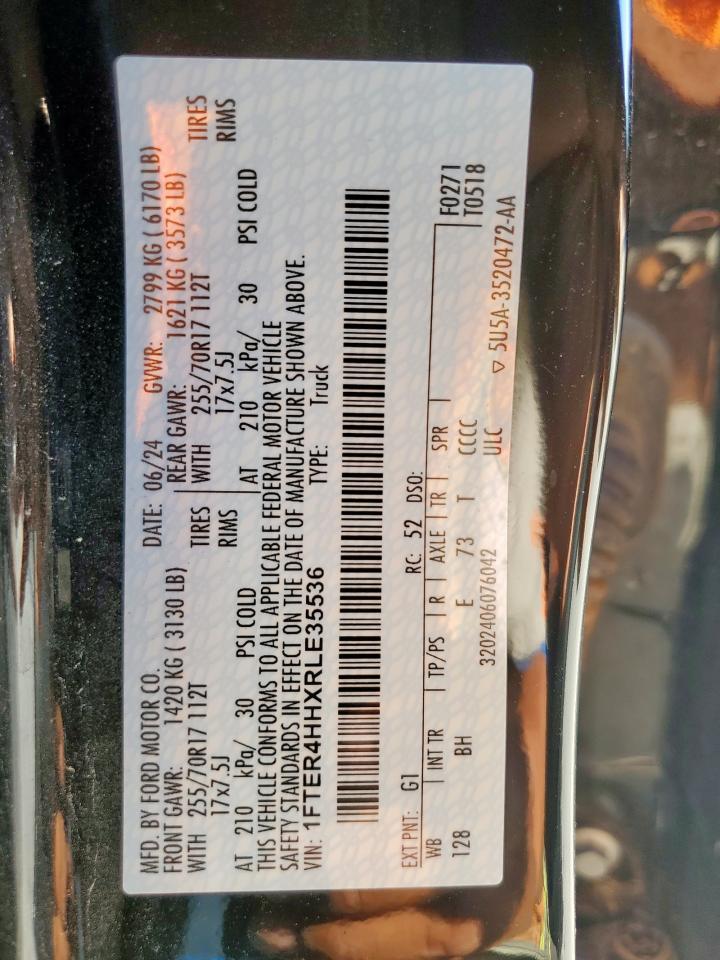 MFD. BY FORD MOTOR CO.
DATE: 06/24 GVWR: 2799 KG ( 6170 LB)
FRONT GAWR: 1420 KG ( 3130 LB) REAR GAWR: 1621 KG ( 3573 LB)
WITH 255/70R17 112T TIRES WITH 255/70R17 112T TIRES
17x7.5J RIMS 17x7.5J RIMS
AT 210 kPa/ 30 PSI COLD AT 210 kPa/ 30 PSI COLD
THIS VEHICLE CONFORMS TO ALL APPLICABLE FEDERAL MOTOR VEHICLE
SAFETY STANDARDS IN EFFECT ON THE DATE OF MANUFACTURE SHOWN ABOVE.
VIN: 1FTER4HHXRLE35536 TYPE: Truck
EXT PNT: G1 RC: 52 DSO: F0271
WB INT TR TP/PS R AXLE TR SPR T0518
128 BH E 73 T CCCC
3202406076042 ULC ▽ 5U5A-3520472-AA